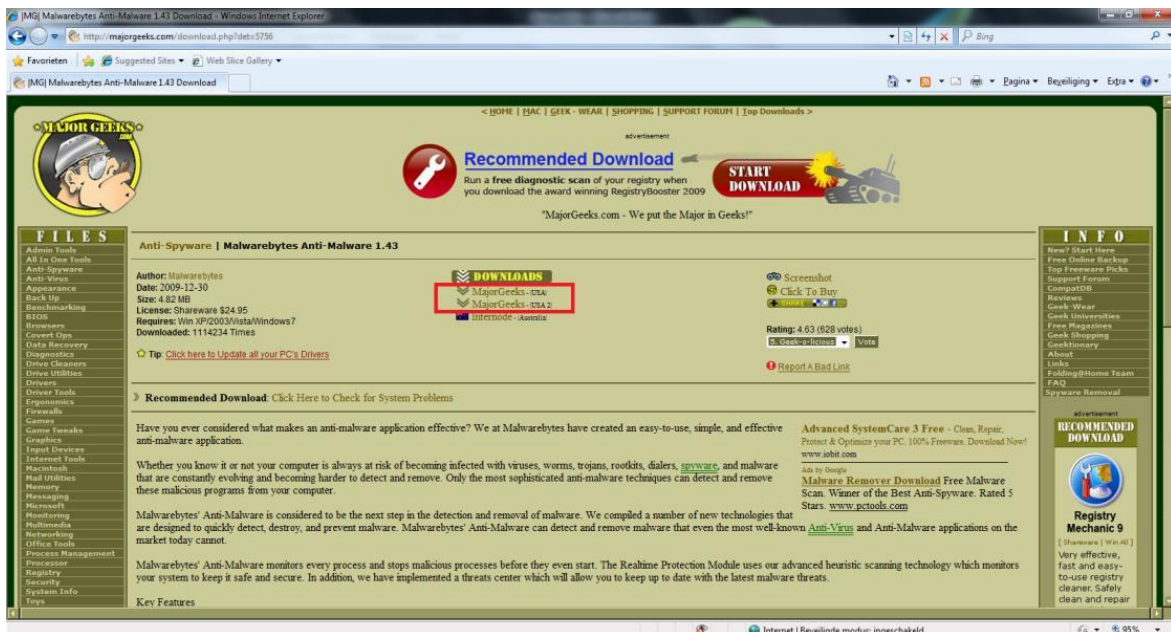 |MG| Malwarebytes Anti-Malware 1.43 Download - Windows Internet Explorer
http://majorgeeks.com/download.php?det=5756
Bing
Favorieten
Suggested Sites
Web Slice Gallery
|MG| Malwarebytes Anti-Malware 1.43 Download
Pagina
Beveiliging
Extra
< HOME | MAC | GEEK - WEAR | SHOPPING | SUPPORT FORUM | Top Downloads >
MAJOR GEEKS
advertisement
Recommended Download
Run a free diagnostic scan of your registry when
you download the award winning RegistryBooster 2009
START
DOWNLOAD
"MajorGeeks.com - We put the Major in Geeks!"
FILES
Admin Tools
All In One Tools
Anti-Spyware
Anti-Virus
Appearance
Back Up
Benchmarking
BIOS
Browsers
Covert Ops
Data Recovery
Diagnostics
Drive Cleaners
Drive Utilities
Drivers
Driver Tools
Ergonomics
Firewalls
Games
Game Tweaks
Graphics
Input Devices
Internet Tools
Macintosh
Mail Utilities
Memory
Messaging
Microsoft
Monitoring
Multimedia
Networking
Office Tools
Process Management
Processor
Registry
Security
System Info
Toys
Anti-Spyware | Malwarebytes Anti-Malware 1.43
Author: Malwarebytes
Date: 2009-12-30
Size: 4.82 MB
License: Shareware $24.95
Requires: Win XP/2003/Vista/Windows7
Downloaded: 1114234 Times
Tip: Click here to Update all your PC's Drivers
DOWNLOADS
MajorGeeks - (USA)
MajorGeeks - (USA 2)
Internode - (Australia)
Screenshot
Click To Buy
SHARE
Rating: 4.63 (628 votes)
5. Geek-o-licious
Vote
Report A Bad Link
Recommended Download: Click Here to Check for System Problems
Have you ever considered what makes an anti-malware application effective? We at Malwarebytes have created an easy-to-use, simple, and effective
anti-malware application.
Whether you know it or not your computer is always at risk of becoming infected with viruses, worms, trojans, rootkits, dialers, spyware, and malware
that are constantly evolving and becoming harder to detect and remove. Only the most sophisticated anti-malware techniques can detect and remove
these malicious programs from your computer.
Malwarebytes' Anti-Malware is considered to be the next step in the detection and removal of malware. We compiled a number of new technologies that
are designed to quickly detect, destroy, and prevent malware. Malwarebytes' Anti-Malware can detect and remove malware that even the most well-known Anti-Virus and Anti-Malware applications on the
market today cannot.
Malwarebytes' Anti-Malware monitors every process and stops malicious processes before they even start. The Realtime Protection Module uses our advanced heuristic scanning technology which monitors
your system to keep it safe and secure. In addition, we have implemented a threats center which will allow you to keep up to date with the latest malware threats.
Key Features
Advanced SystemCare 3 Free - Clean, Repair,
Protect & Optimize your PC. 100% Freeware. Download Now!
www.iobit.com
Ads by Google
Malware Remover Download Free Malware
Scan. Winner of the Best Anti-Spyware. Rated 5
Stars. www.pctools.com
INFO
New? Start Here
Free Online Backup
Top Freeware Picks
Support Forum
CompatDB
Reviews
Geek-Wear
Geek Universities
Free Magazines
Geek Shopping
Geektionary
About
Links
Folding@Home Team
FAQ
Spyware Removal
advertisement
RECOMMENDED
DOWNLOAD
Registry
Mechanic 9
[ Shareware | Win All ]
Very effective,
fast and easy-
to-use registry
cleaner. Safely
clean and repair
Internet | Beveiligde modus: ingeschakeld
95%